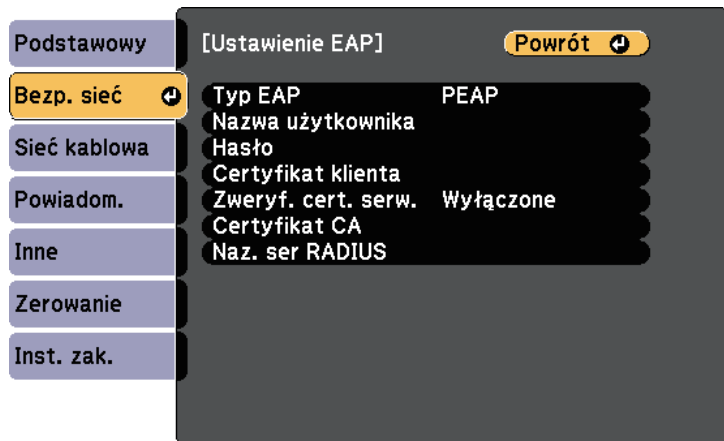 Podstawowy
Bezp. sieć
Sieć kablowa
Powiadom.
Inne
Zerowanie
Inst. zak.
[Ustawienie EAP]
Powrót
Typ EAP PEAP
Nazwa użytkownika
Hasło
Certyfikat klienta
Zweryf. cert. serw. Wyłączone
Certyfikat CA
Naz. ser RADIUS